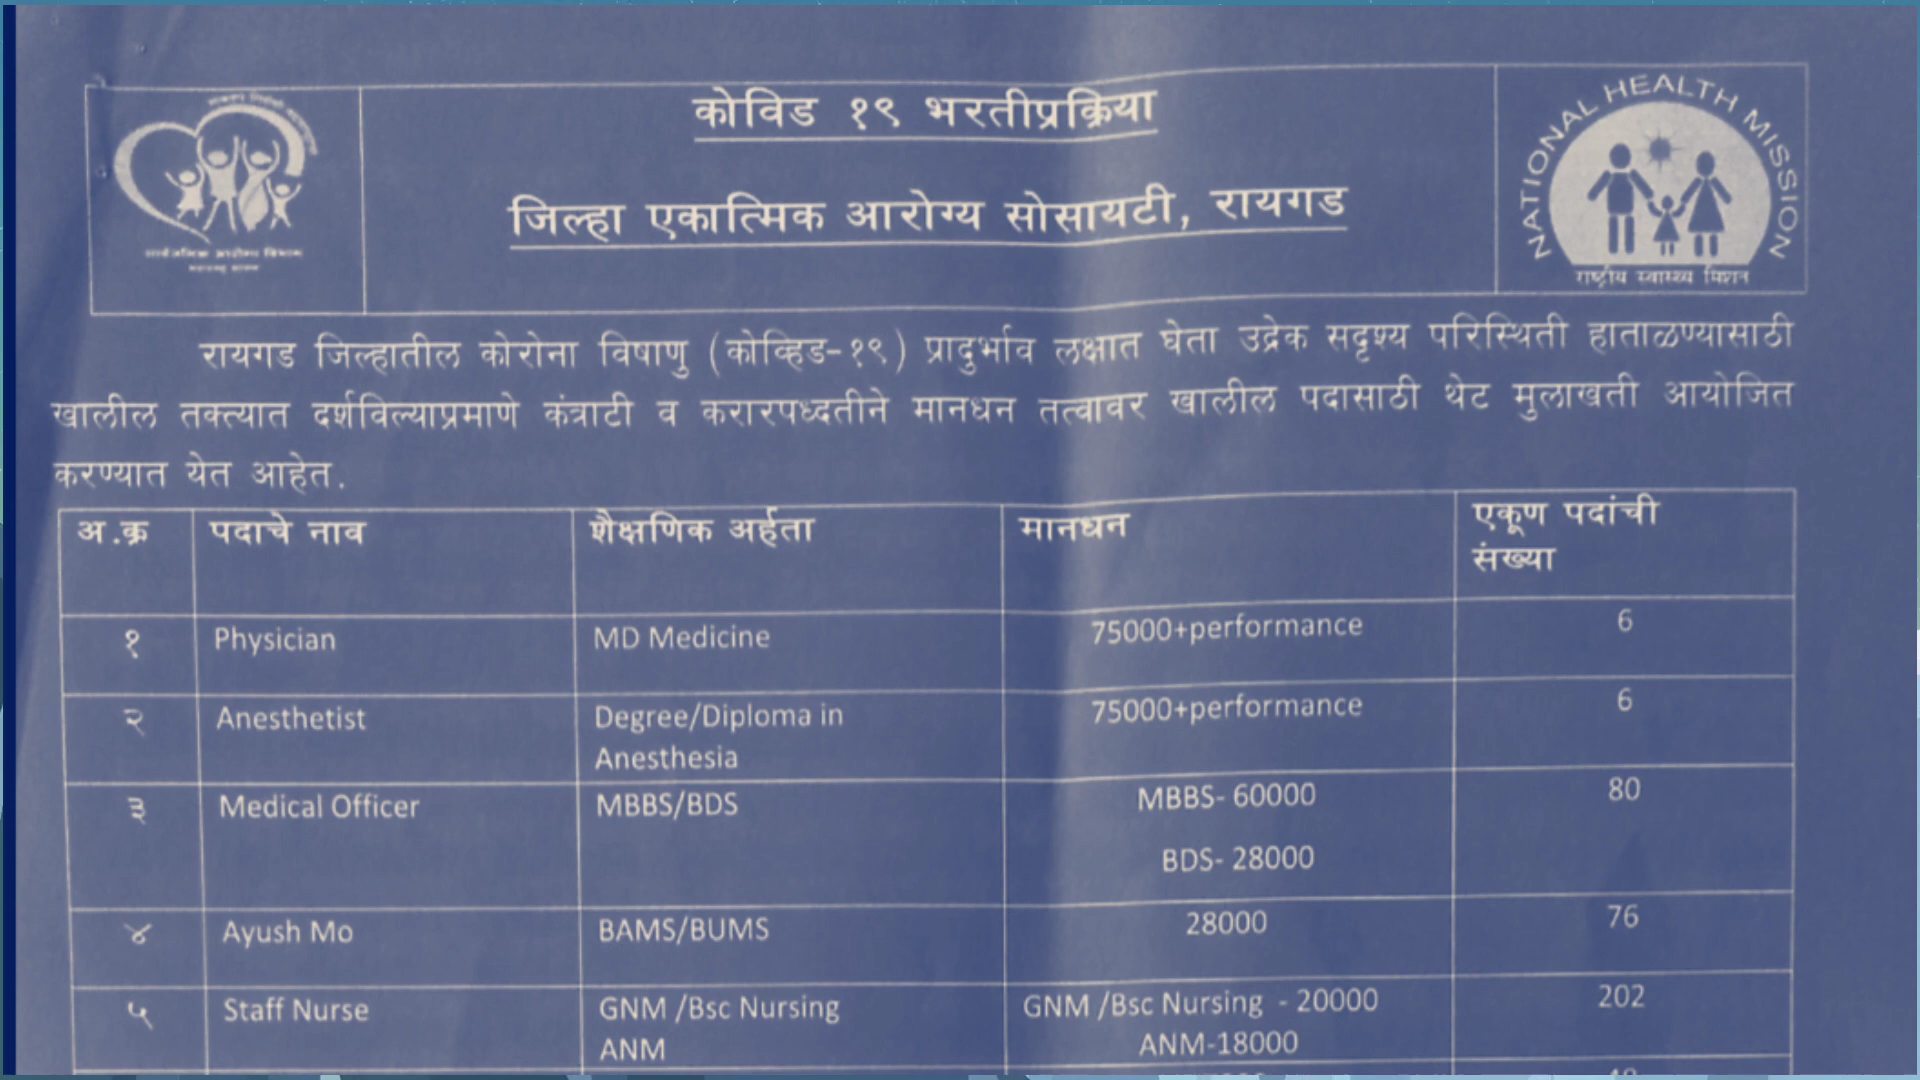 कोविड १९ भरतीप्रक्रिया
जिल्हा एकात्मिक आरोग्य सोसायटी, रायगड
सार्वजनिक आरोग्य विभाग
NATIONAL HEALTH MISSION
राष्ट्रीय स्वास्थ्य मिशन
रायगड जिल्हातील कोरोना विषाणु (कोव्हिड-१९) प्रादुर्भाव लक्षात घेता उद्रेक सदृश्य परिस्थिती हाताळण्यासाठी
खालील तक्त्यात दर्शविल्याप्रमाणे कंत्राटी व करारपध्दतीने मानधन तत्वावर खालील पदासाठी थेट मुलाखती आयोजित
करण्यात येत आहेत.
अ.क्र पदाचे नाव शैक्षणिक अर्हता मानधन एकूण पदांची
संख्या
१ Physician MD Medicine 75000+performance 6
२ Anesthetist Degree/Diploma in 75000+performance 6
Anesthesia
३ Medical Officer MBBS/BDS MBBS- 60000 80
BDS- 28000
४ Ayush Mo BAMS/BUMS 28000 76
५ Staff Nurse GNM /Bsc Nursing GNM /Bsc Nursing - 20000 202
ANM ANM-18000